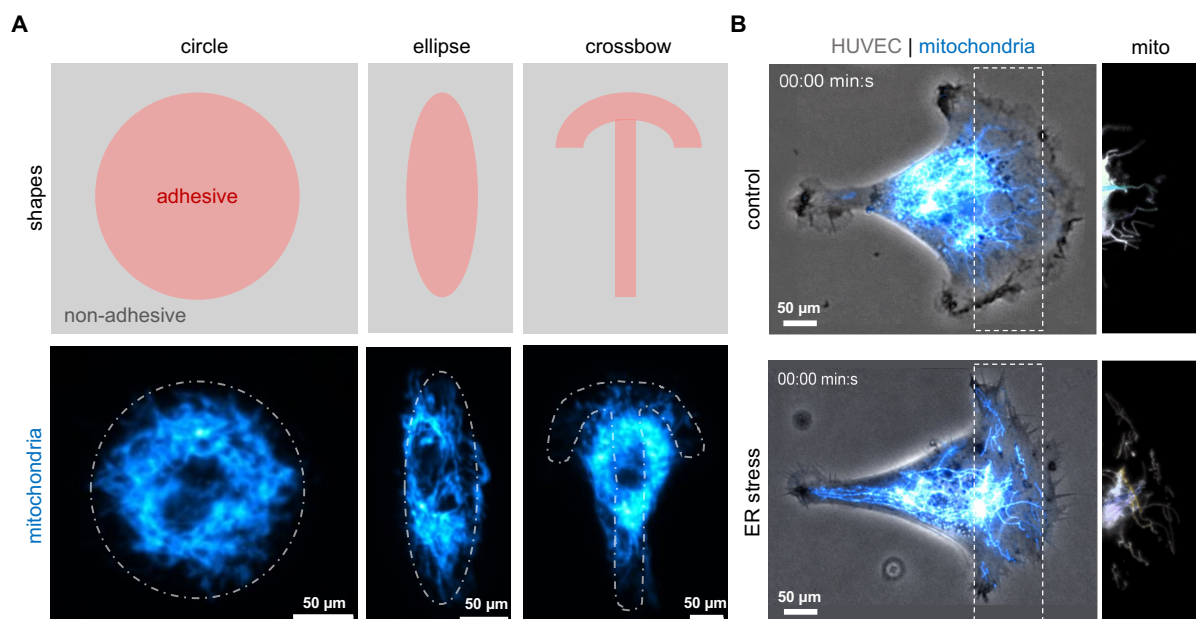 A
circle
ellipse
crossbow
shapes
adhesive
non-adhesive
mitochondria
50 µm
50 µm
50 µm
B
HUVEC | mitochondria
mito
control
00:00 min:s
50 µm
ER stress
00:00 min:s
50 µm